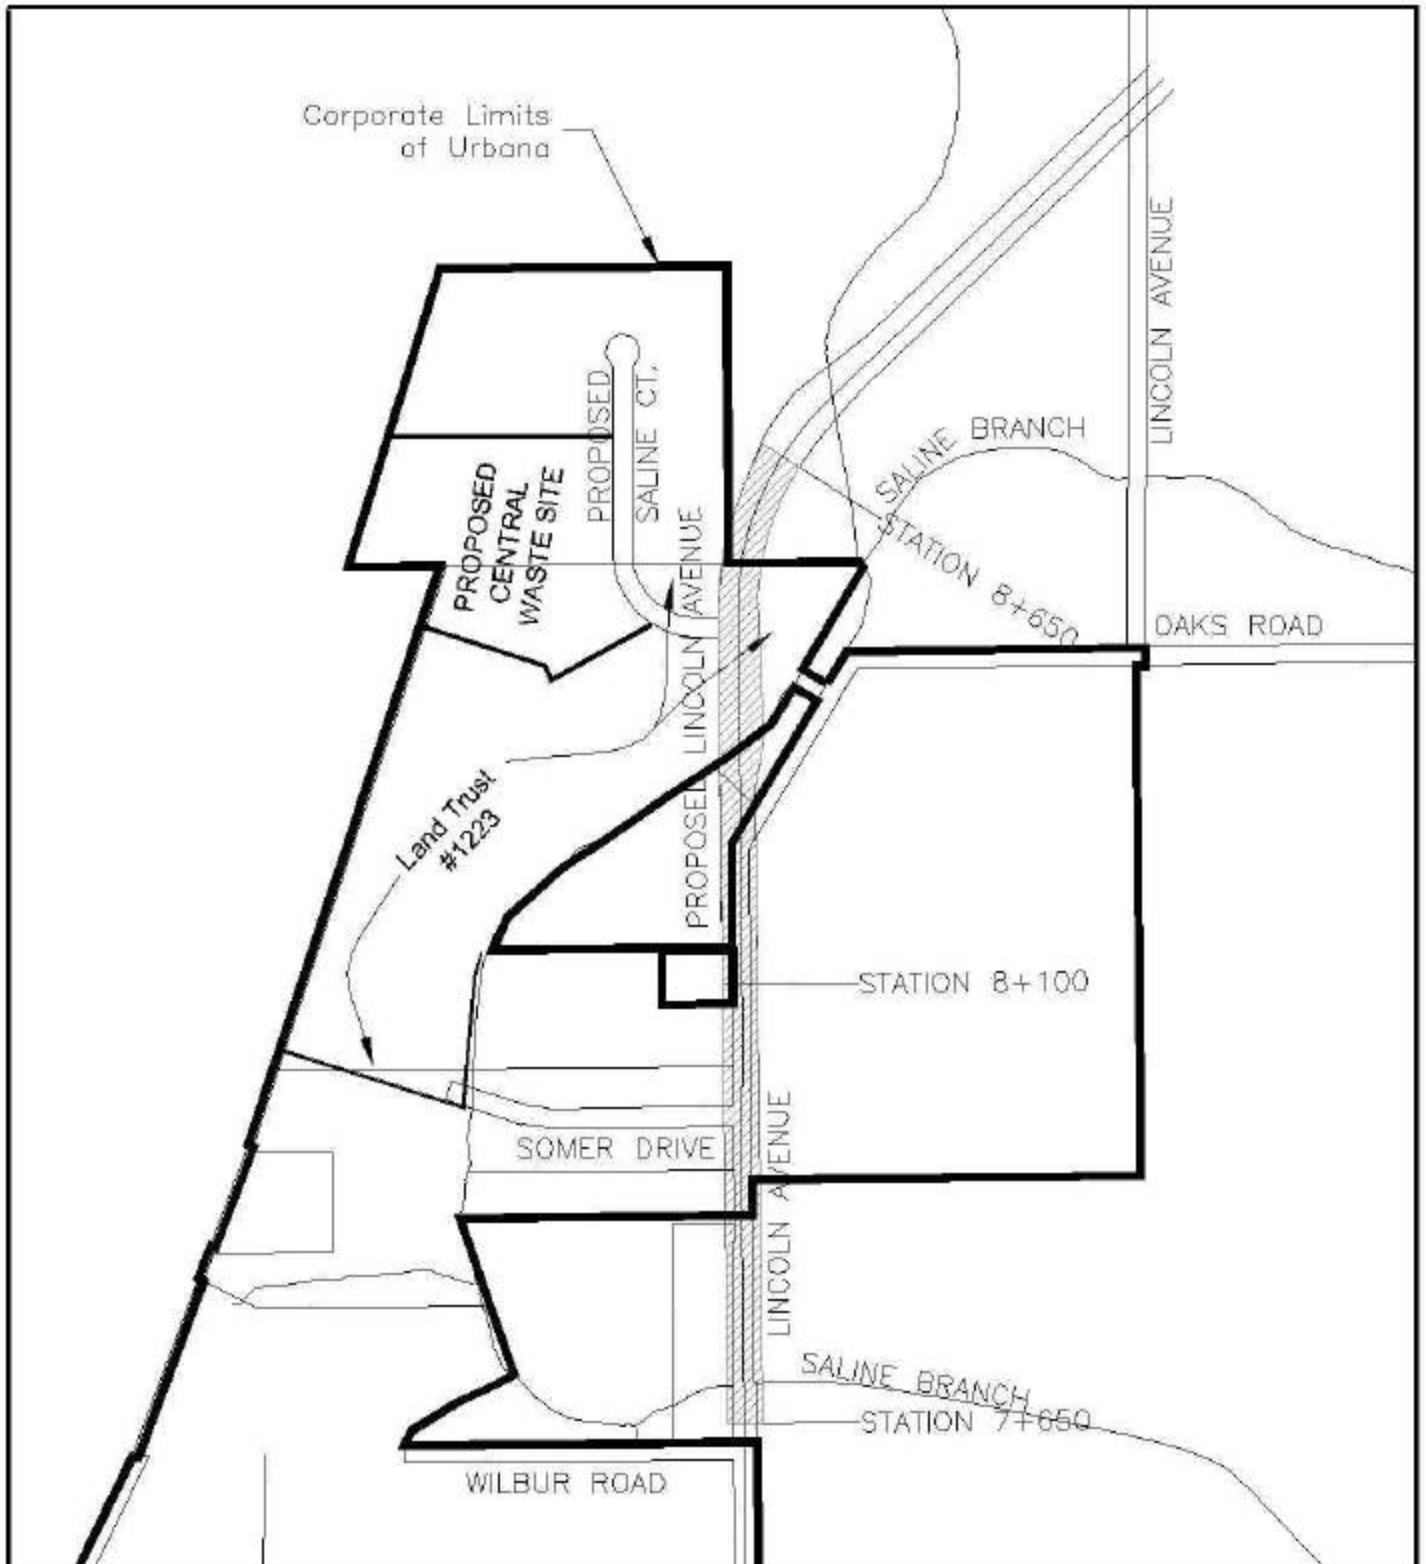 Corporate Limits
of Urbana
LINCOLN AVENUE
PROPOSED
SALINE CT.
SALINE BRANCH
PROPOSED
CENTRAL
WASTE SITE
STATION 8+650
OAKS ROAD
PROPOSED LINCOLN AVENUE
Land Trust
#1223
STATION 8+100
SOMER DRIVE
LINCOLN AVENUE
SALINE BRANCH
STATION 7+650
WILBUR ROAD